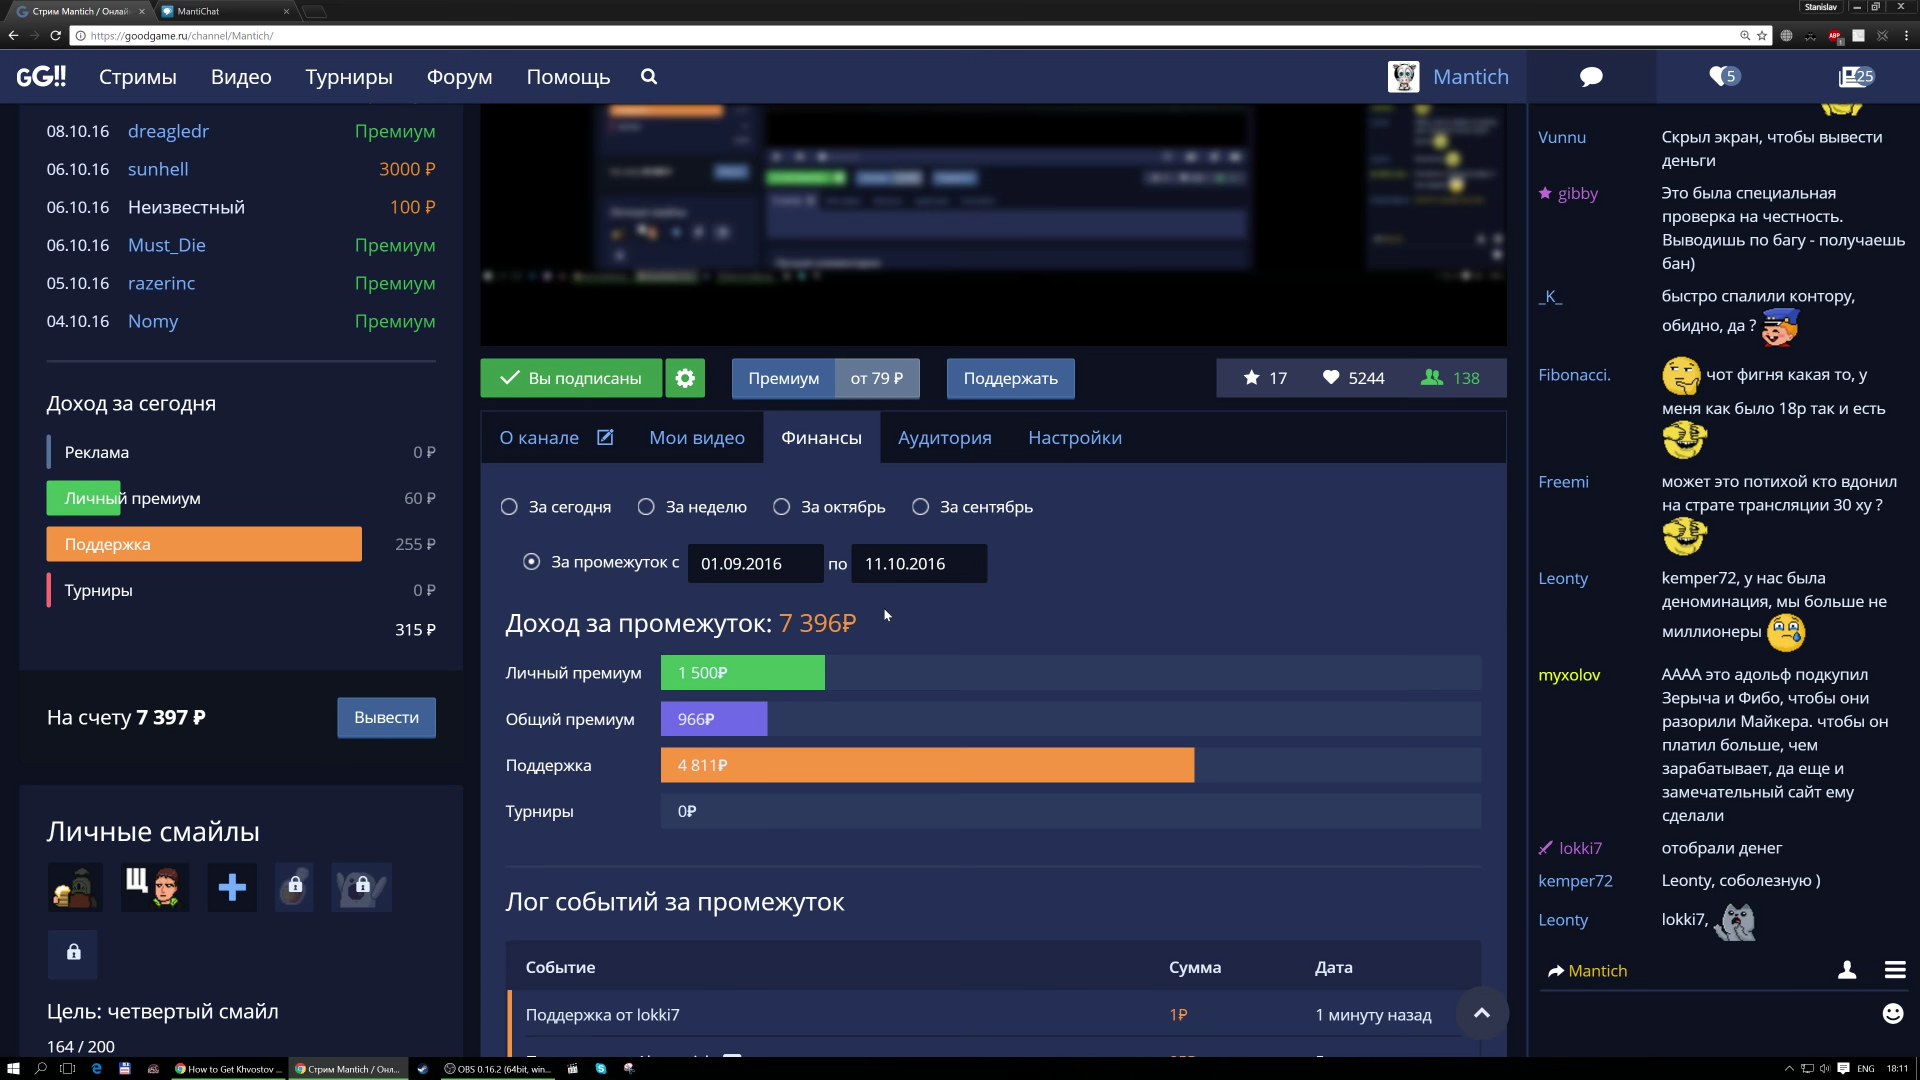 Стрим Mantich / Онлай
MantiChat
Stanislav
https://goodgame.ru/channel/Mantich/
GG!!
Стримы
Видео
Турниры
Форум
Помощь
Mantich
5
25
08.10.16 dreagledr Премиум
06.10.16 sunhell 3000 ₽
06.10.16 Неизвестный 100 ₽
06.10.16 Must_Die Премиум
05.10.16 razerinc Премиум
04.10.16 Nomy Премиум
Доход за сегодня
Реклама 0 ₽
Личный премиум 60 ₽
Поддержка 255 ₽
Турниры 0 ₽
315 ₽
На счету 7 397 ₽
Вывести
Личные смайлы
Щ
Цель: четвертый смайл
164 / 200
Вы подписаны
Премиум от 79 ₽
Поддержать
17
5244
138
О канале
Мои видео
Финансы
Аудитория
Настройки
За сегодня
За неделю
За октябрь
За сентябрь
За промежуток с 01.09.2016 по 11.10.2016
Доход за промежуток: 7 396₽
Личный премиум 1 500₽
Общий премиум 966₽
Поддержка 4 811₽
Турниры 0₽
Лог событий за промежуток
Событие Сумма Дата
Поддержка от lokki7 1₽ 1 минуту назад
Vunnu Скрыл экран, чтобы вывести
деньги
gibby Это была специальная
проверка на честность.
Выводишь по багу - получаешь
бан)
_K_ быстро спалили контору,
обидно, да ?
Fibonacci. чот фигня какая то, у
меня как было 18р так и есть
Freemi может это потихой кто вдонил
на страте трансляции 30 ху ?
Leonty kemper72, у нас была
деноминация, мы больше не
миллионеры
myxolov АААА это адольф подкупил
Зерыча и Фибо, чтобы они
разорили Майкера. чтобы он
платил больше, чем
зарабатывает, да еще и
замечательный сайт ему
сделали
lokki7 отобрали денег
kemper72 Leonty, соболезную )
Leonty lokki7,
Mantich
How to Get Khvostov ...
Стрим Mantich / Онл...
OBS 0.16.2 (64bit, win...
ENG
18:11